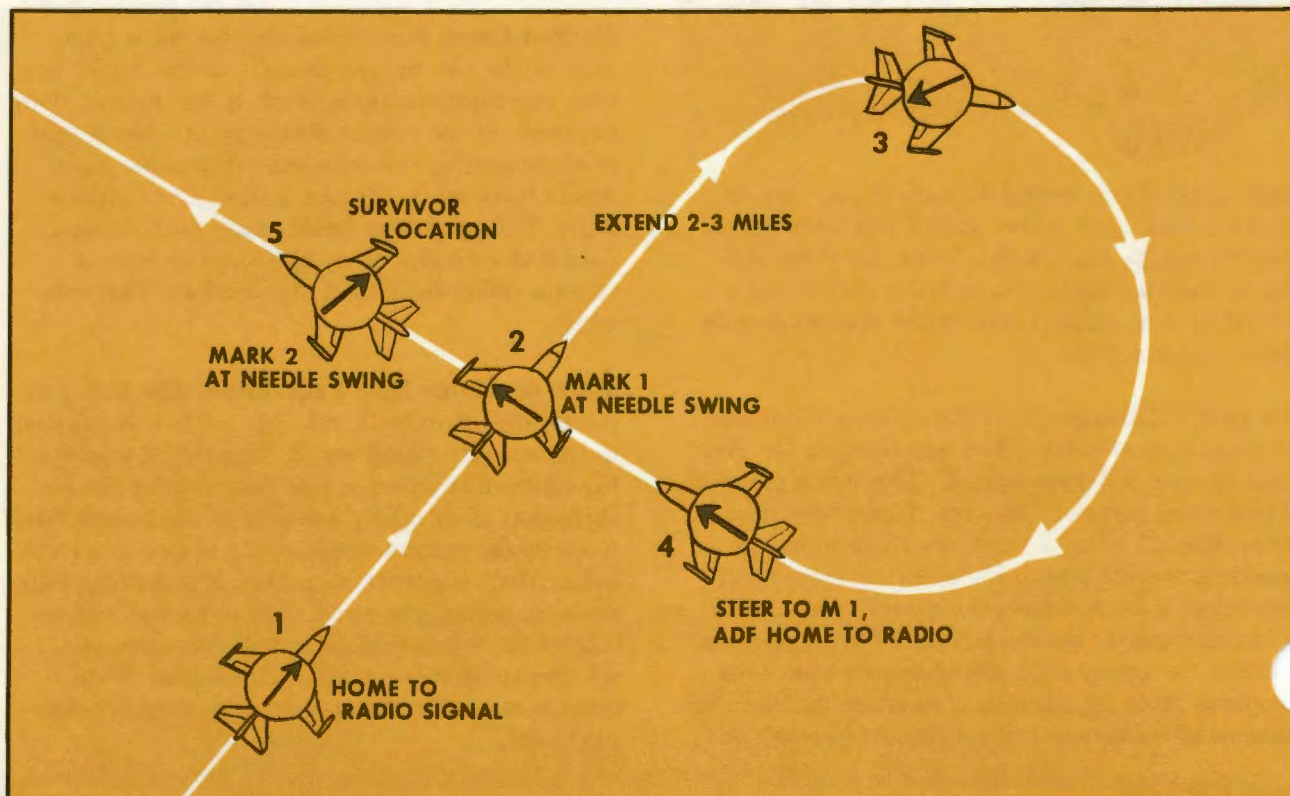 3
EXTEND 2-3 MILES
5
SURVIVOR
LOCATION
MARK 2
AT NEEDLE SWING
2
MARK 1
AT NEEDLE SWING
4
STEER TO M 1,
ADF HOME TO RADIO
1
HOME TO
RADIO SIGNAL